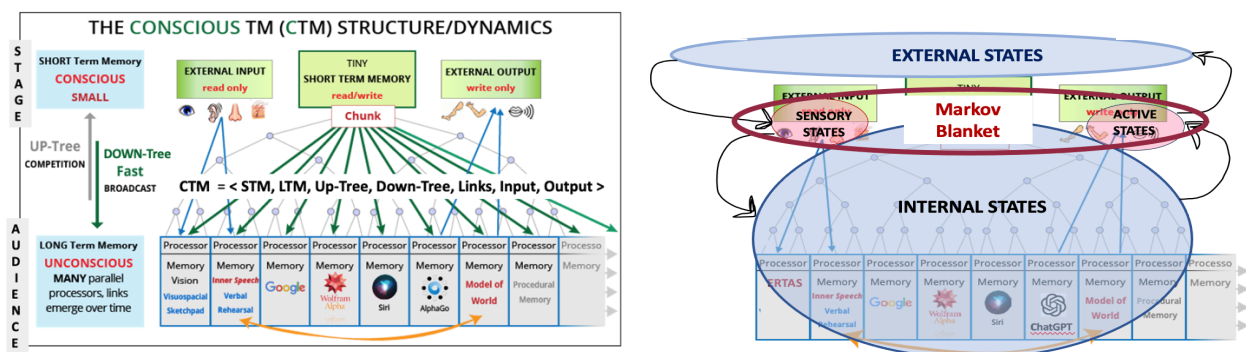 THE CONSCIOUS TM (CTM) STRUCTURE/DYNAMICS
STAGE
SHORT Term Memory
CONSCIOUS
SMALL
EXTERNAL INPUT
read only
TINY
SHORT TERM MEMORY
read/write
Chunk
EXTERNAL OUTPUT
write only
UP-Tree
COMPETITION
DOWN-Tree
Fast
BROADCAST
CTM = < STM, LTM, Up-Tree, Down-Tree, Links, Input, Output >
AUDIENCE
LONG Term Memory
UNCONSCIOUS
MANY parallel
processors, links
emerge over time
Processor
Memory
Vision
Visuospacial
Sketchpad
Processor
Memory
Inner Speech
Verbal
Rehearsal
Processor
Memory
Google
Processor
Memory
Wolfram
Alpha
Processor
Memory
Siri
Processor
Memory
AlphaGo
Processor
Memory
Model of
World
Processor
Memory
Procedural
Memory
Processo
Memory
EXTERNAL STATES
TINY
EXTERNAL INPUT
read only
EXTERNAL OUTPUT
write only
SENSORY
STATES
Markov
Blanket
ACTIVE
STATES
INTERNAL STATES
Processor
ERTAS
Processor
Memory
Inner Speech
Verbal
Rehearsal
Processor
Memory
Google
Processor
Memory
Wolfram
Alpha
Processor
Memory
Siri
Processor
Memory
ChatGPT
Processor
Memory
Model of
World
Processor
Memory
Procedural
Memory
Processo
Memory